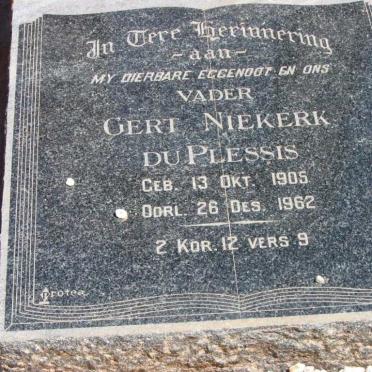 In Tere Herinnering
-aan-
MY DIERBARE EGGENOOT EN ONS
VADER
GERT NIEKERK
DU PLESSIS
GEB. 13 OKT. 1905
OORL. 26 DES. 1962
2 KOR. 12 VERS 9
Protea